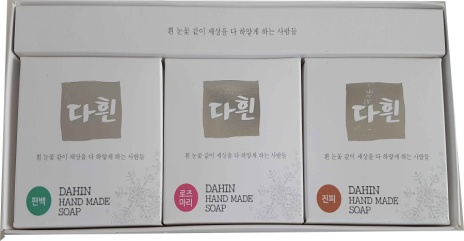 흰 눈꽃 같이 세상을 다 하얗게 하는 사람들
다흰
흰 눈꽃 같이 세상을 다 하얗게 하는 사람들
편백
DAHIN
HAND MADE
SOAP
다흰
흰 눈꽃 같이 세상을 다 하얗게 하는 사람들
로즈
마리
DAHIN
HAND MADE
SOAP
다흰
흰 눈꽃 같이 세상을 다 하얗게 하는 사람들
진피
DAHIN
HAND MADE
SOAP